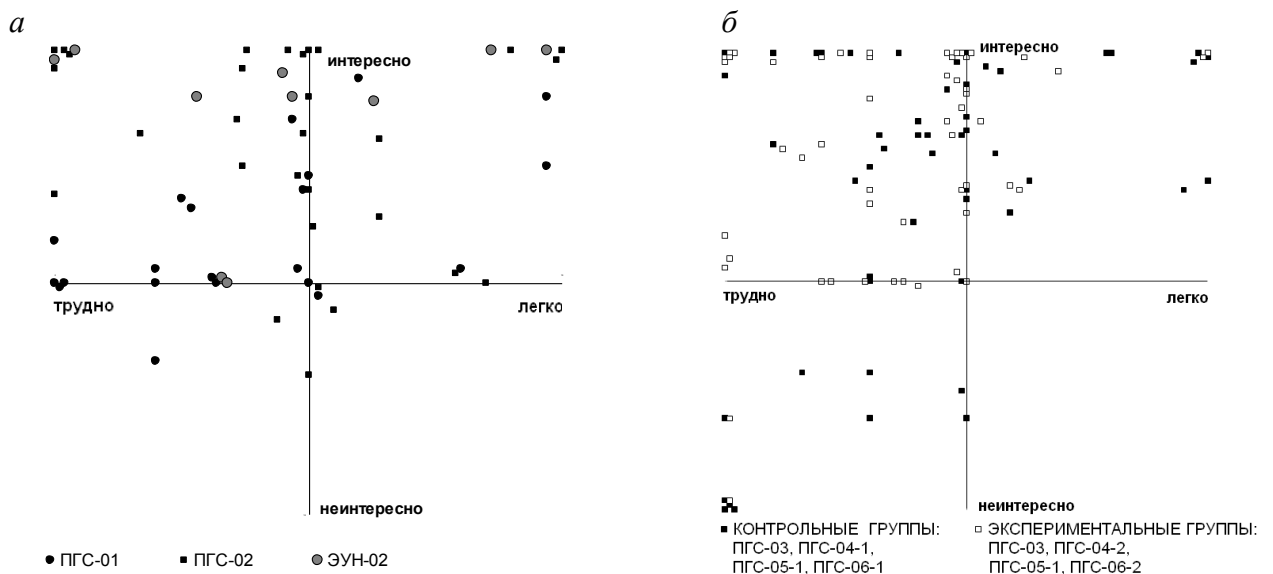 а
интересно
трудно
легко
неинтересно
ПГС-01 ПГС-02 ЭУН-02
б
интересно
трудно
легко
неинтересно
КОНТРОЛЬНЫЕ ГРУППЫ:
ПГС-03, ПГС-04-1,
ПГС-05-1, ПГС-06-1
ЭКСПЕРИМЕНТАЛЬНЫЕ ГРУППЫ:
ПГС-03, ПГС-04-2,
ПГС-05-1, ПГС-06-2